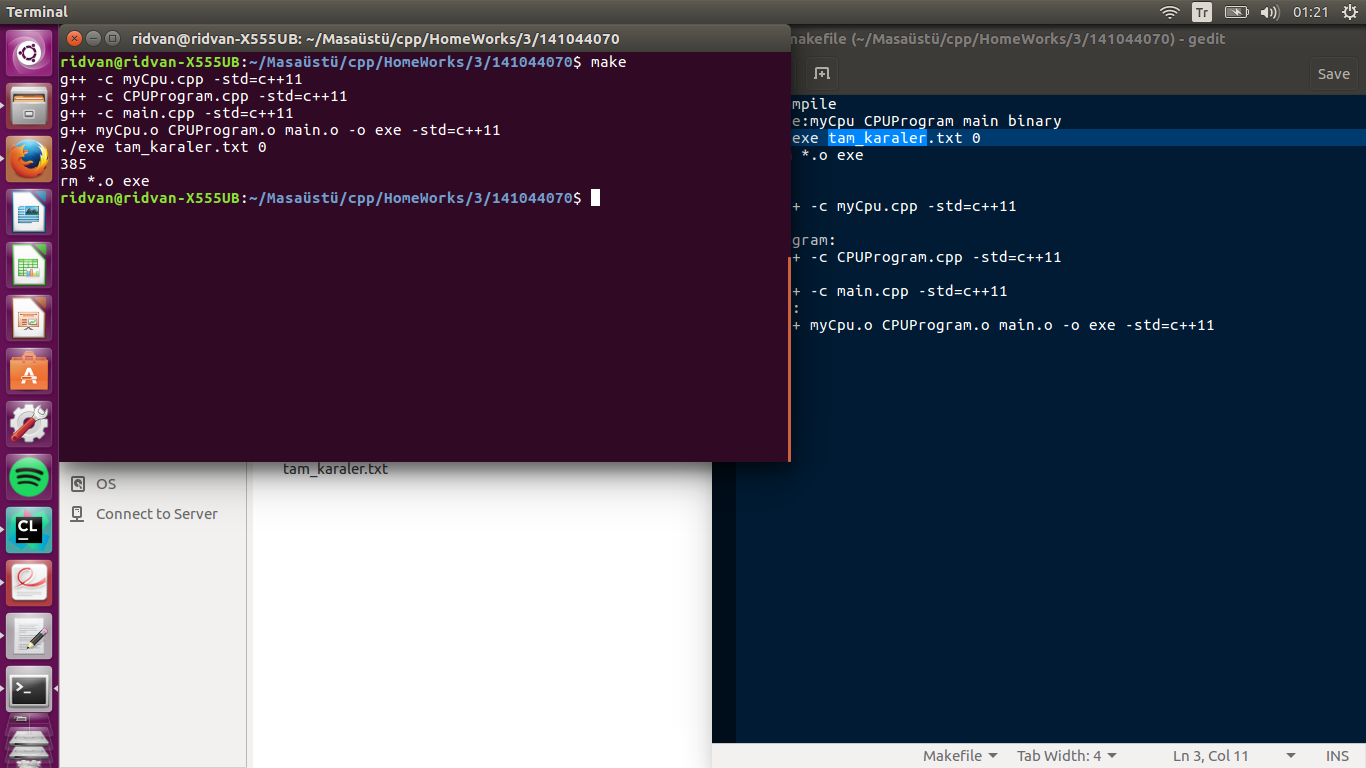 Terminal
Tr
01:21
ridvan@ridvan-X555UB: ~/Masaüstü/cpp/HomeWorks/3/141044070
ridvan@ridvan-X555UB:~/Masaüstü/cpp/HomeWorks/3/141044070$ make
g++ -c myCpu.cpp -std=c++11
g++ -c CPUProgram.cpp -std=c++11
g++ -c main.cpp -std=c++11
g++ myCpu.o CPUProgram.o main.o -o exe -std=c++11
./exe tam_karaler.txt 0
385
rm *.o exe
ridvan@ridvan-X555UB:~/Masaüstü/cpp/HomeWorks/3/141044070$
makefile (~/Masaüstü/cpp/HomeWorks/3/141044070) - gedit
Save
mpile
e:myCpu CPUProgram main binary
exe tam_karaler.txt 0
*.o exe
+ -c myCpu.cpp -std=c++11
gram:
+ -c CPUProgram.cpp -std=c++11
+ -c main.cpp -std=c++11
:
+ myCpu.o CPUProgram.o main.o -o exe -std=c++11
tam_karaler.txt
OS
Connect to Server
CL
Makefile
Tab Width: 4
Ln 3, Col 11
INS